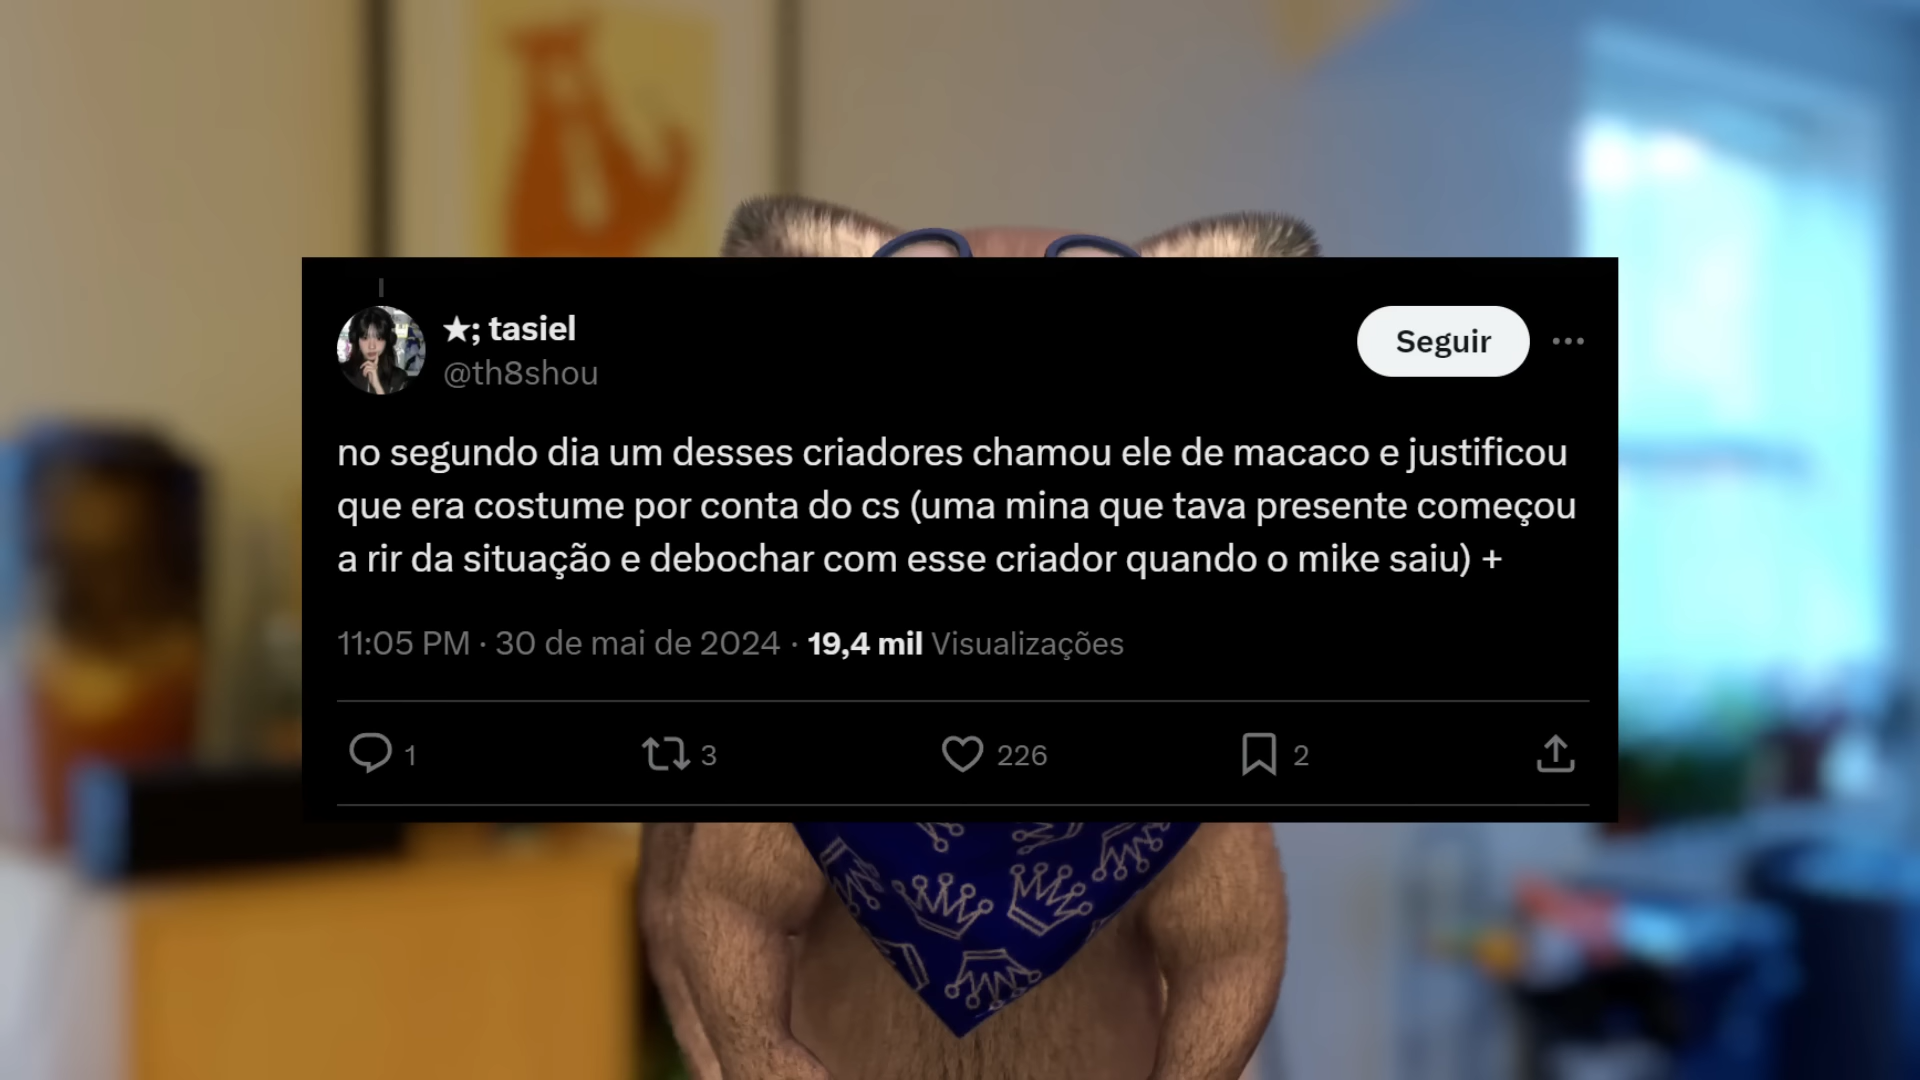 ★; tasiel
@th8shou
Seguir
no segundo dia um desses criadores chamou ele de macaco e justificou
que era costume por conta do cs (uma mina que tava presente começou
a rir da situação e debochar com esse criador quando o mike saiu) +
11:05 PM · 30 de mai de 2024 · 19,4 mil Visualizações
1 3 226 2